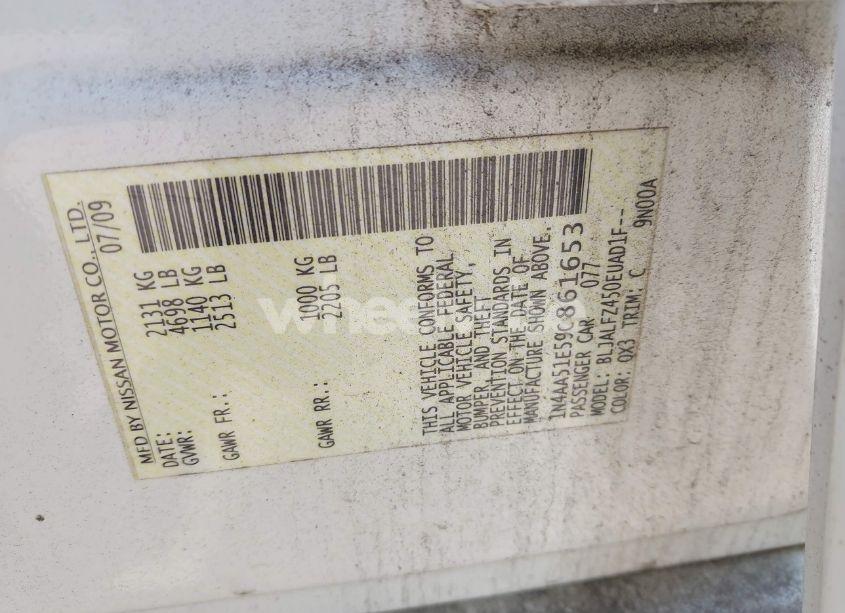 MFD BY NISSAN MOTOR CO., LTD.
DATE: 07/09
GVWR: 2131 KG
4698 LB
GAWR FR.: 1140 KG
2513 LB
GAWR RR.: 1000 KG
2205 LB
THIS VEHICLE CONFORMS TO
ALL APPLICABLE FEDERAL
MOTOR VEHICLE SAFETY,
BUMPER, AND THEFT
PREVENTION STANDARDS IN
EFFECT ON THE DATE OF
MANUFACTURE SHOWN ABOVE.
1N4AA51E59C861653
PASSENGER CAR 077
MODEL: BLJALFZ450EUAD1F--
COLOR: QX3 TRIM: C 9N00A